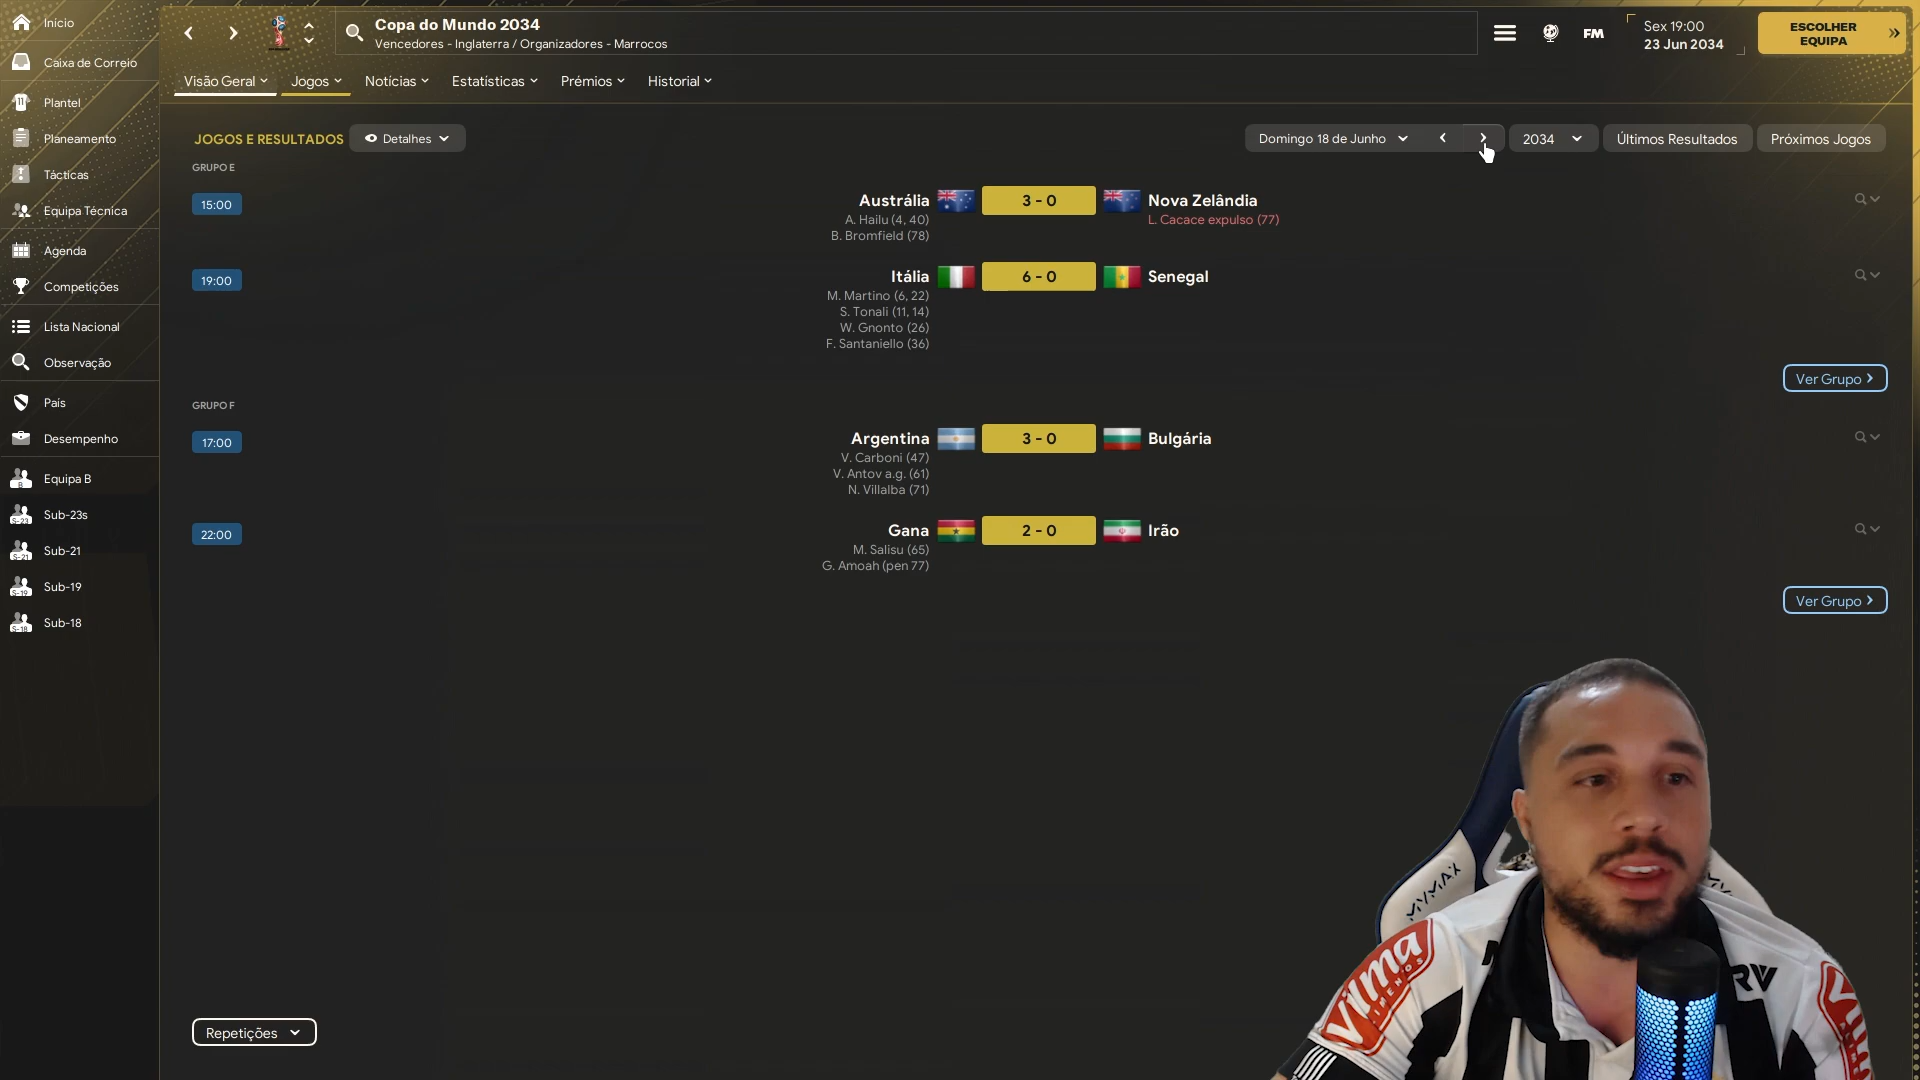 Início
Caixa de Correio
Plantel
Planeamento
Tácticas
Equipa Técnica
Agenda
Competições
Lista Nacional
Observação
País
Desempenho
Equipa B
Sub-23s
Sub-21
Sub-19
Sub-18
Copa do Mundo 2034
Vencedores - Inglaterra / Organizadores - Marrocos
FM
Sex 19:00
23 Jun 2034
ESCOLHER
EQUIPA
Visão Geral
Jogos
Notícias
Estatísticas
Prémios
Historial
JOGOS E RESULTADOS
Detalhes
Domingo 18 de Junho
2034
Últimos Resultados
Próximos Jogos
GRUPO E
15:00
Austrália 3 - 0 Nova Zelândia
A. Hailu (4, 40)
B. Bromfield (78)
L. Cacace expulso (77)
19:00
Itália 6 - 0 Senegal
M. Martino (6, 22)
S. Tonali (11, 14)
W. Gnonto (26)
F. Santaniello (36)
Ver Grupo
GRUPO F
17:00
Argentina 3 - 0 Bulgária
V. Carboni (47)
V. Antov a.g. (61)
N. Villalba (71)
22:00
Gana 2 - 0 Irão
M. Salisu (65)
G. Amoah (pen 77)
Ver Grupo
Repetições
MYMAX
Vilma
RV